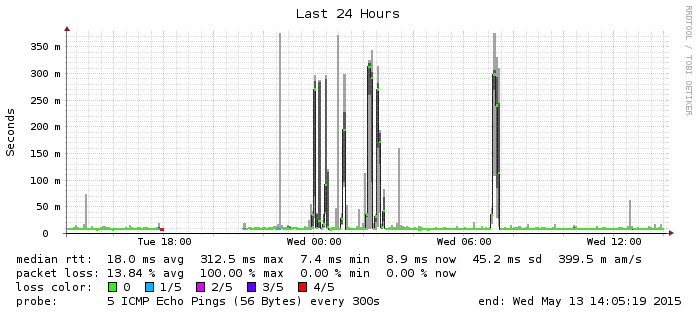 Last 24 Hours
RRDTOOL / TOBI OETIKER
Seconds
350 m
300 m
250 m
200 m
150 m
100 m
50 m
0
Tue 18:00 Wed 00:00 Wed 06:00 Wed 12:00
median rtt: 18.0 ms avg 312.5 ms max 7.4 ms min 8.9 ms now 45.2 ms sd 399.5 m am/s
packet loss: 13.84 % avg 100.00 % max 0.00 % min 0.00 % now
loss color: 0 1/5 2/5 3/5 4/5
probe: 5 ICMP Echo Pings (56 Bytes) every 300s end: Wed May 13 14:05:19 2015